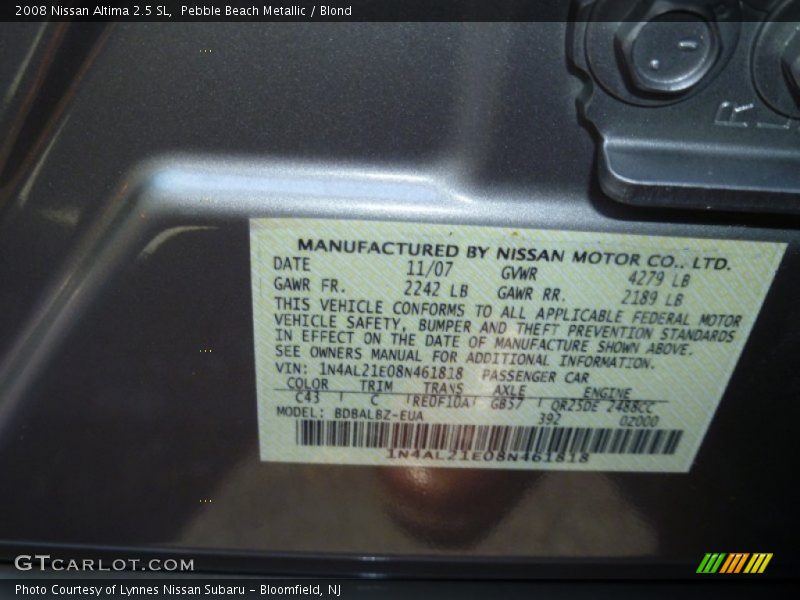 2008 Nissan Altima 2.5 SL, Pebble Beach Metallic / Blond
MANUFACTURED BY NISSAN MOTOR CO., LTD.
DATE 11/07 GVWR 4279 LB
GAWR FR. 2242 LB GAWR RR. 2189 LB
THIS VEHICLE CONFORMS TO ALL APPLICABLE FEDERAL MOTOR
VEHICLE SAFETY, BUMPER AND THEFT PREVENTION STANDARDS
IN EFFECT ON THE DATE OF MANUFACTURE SHOWN ABOVE.
SEE OWNERS MANUAL FOR ADDITIONAL INFORMATION.
VIN: 1N4AL21E08N461818 PASSENGER CAR
COLOR TRIM TRANS AXLE ENGINE
C43 C RE0F10A GB57 QR25DE 2488CC
MODEL: BDBALBZ-EUA 392 0Z000
1N4AL21E08N461818
GTCARLOT.COM
Photo Courtesy of Lynnes Nissan Subaru - Bloomfield, NJ